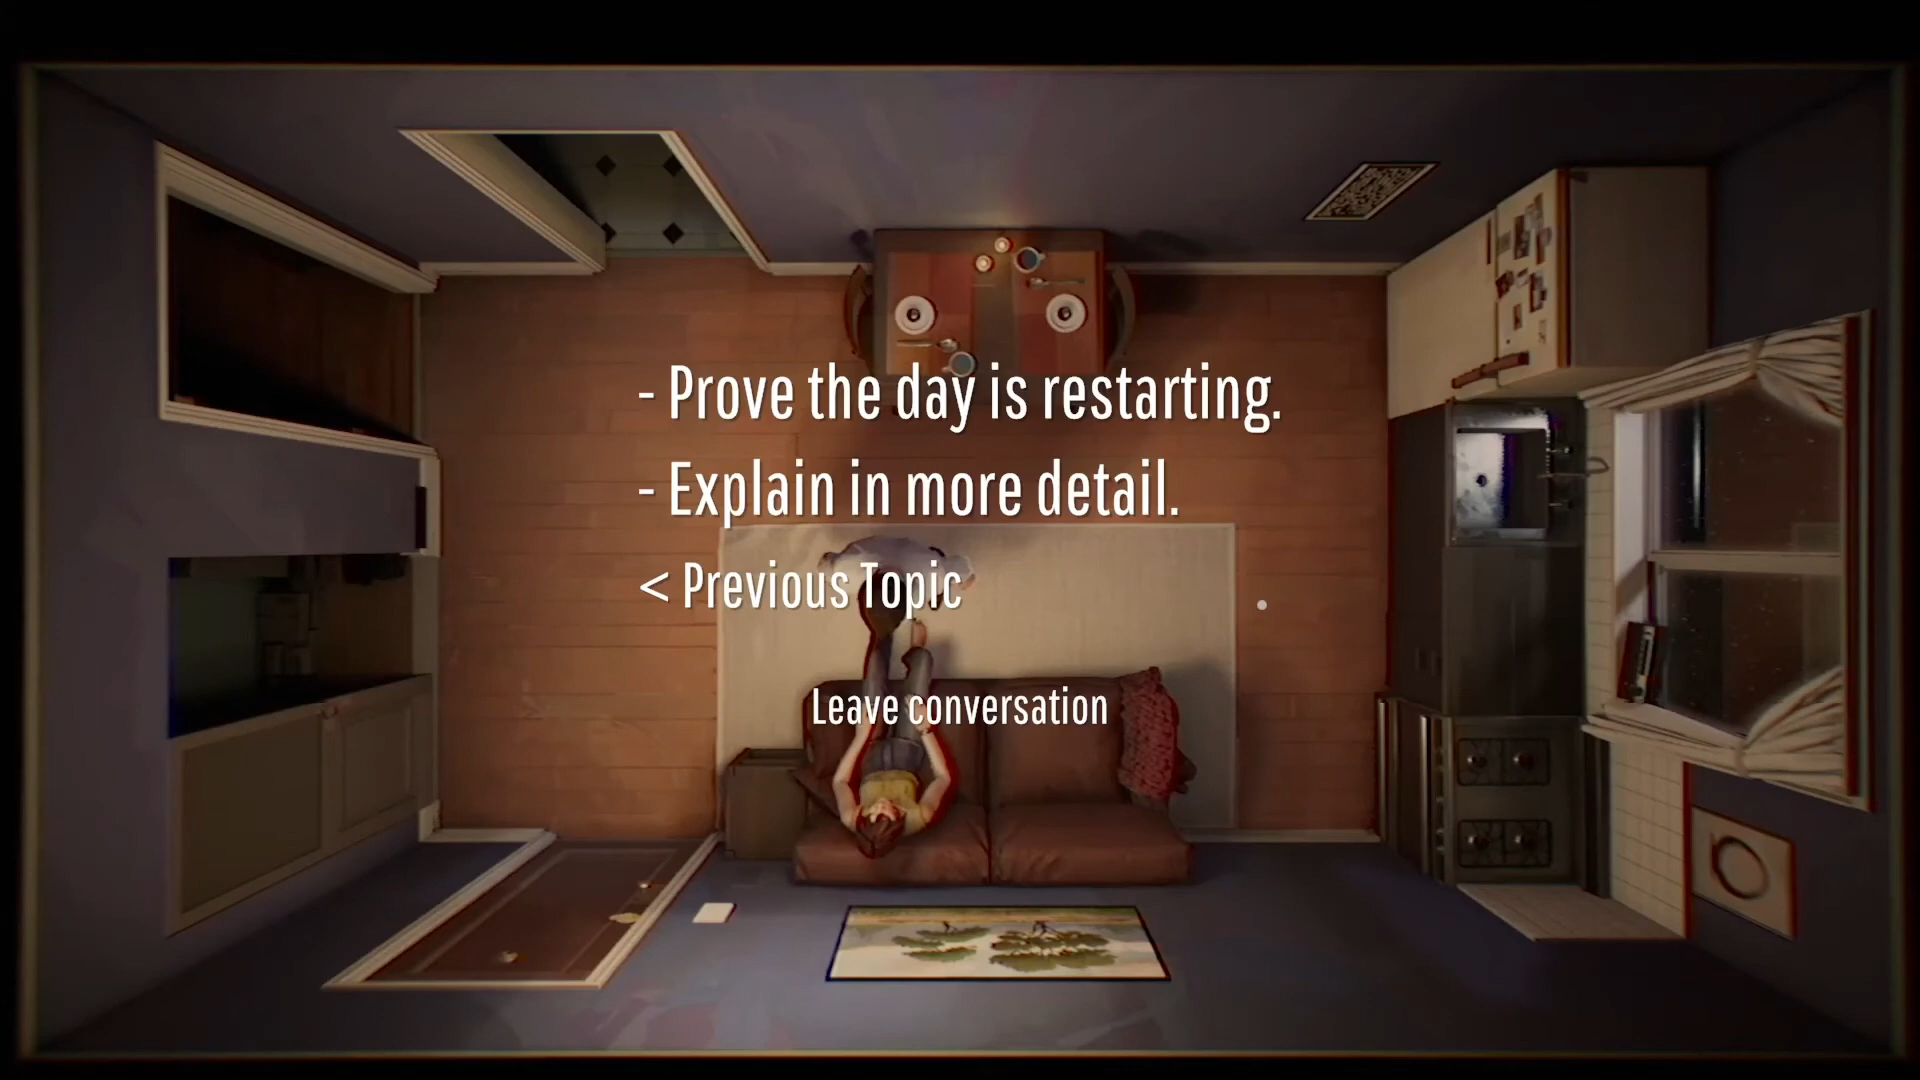 - Prove the day is restarting.
- Explain in more detail.
< Previous Topic
Leave conversation